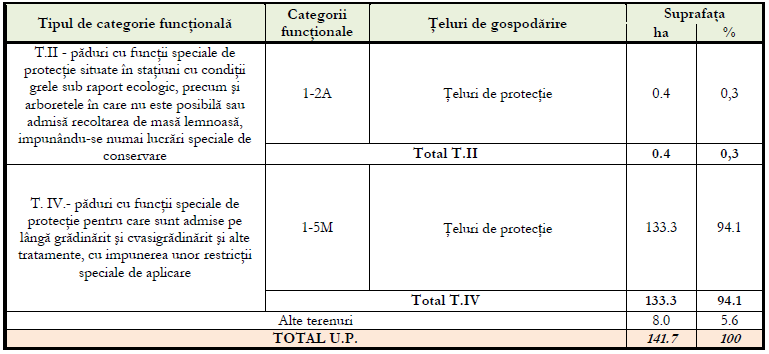 Tipul de categorie funcțională
Categorii
funcționale
Țeluri de gospodărire
Suprafața
ha
%
T.II - păduri cu funcții speciale de
protecție situate în stațiuni cu condiții
grele sub raport ecologic, precum și
arboretele în care nu este posibilă sau
admisă recoltarea de masă lemnoasă,
impunându-se numai lucrări speciale de
conservare
1-2A
Țeluri de protecție
0.4
0,3
Total T.II
0.4
0,3
T. IV.- păduri cu funcții speciale de
protecție pentru care sunt admise pe
lângă grădinărit și cvasigrădinărit și alte
tratamente, cu impunerea unor restricții
speciale de aplicare
1-5M
Țeluri de protecție
133.3
94.1
Total T.IV
133.3
94.1
Alte terenuri
8.0
5.6
TOTAL U.P.
141.7
100